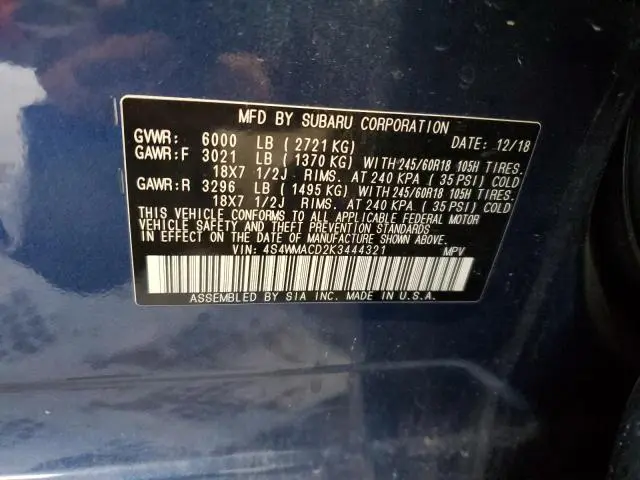 MFD BY SUBARU CORPORATION
GVWR: 6000 LB ( 2721 KG) DATE: 12/18
GAWR:F 3021 LB ( 1370 KG) WITH 245/60R18 105H TIRES.
18X7 1/2J RIMS. AT 240 KPA ( 35 PSI) COLD
GAWR:R 3296 LB ( 1495 KG) WITH 245/60R18 105H TIRES.
18X7 1/2J RIMS. AT 240 KPA ( 35 PSI) COLD
THIS VEHICLE CONFORMS TO ALL APPLICABLE FEDERAL MOTOR
VEHICLE SAFETY AND THEFT PREVENTION STANDARDS
IN EFFECT ON THE DATE OF MANUFACTURE SHOWN ABOVE.
VIN: 4S4WMACD2K3444321 MPV
ASSEMBLED BY SIA INC. MADE IN U.S.A.